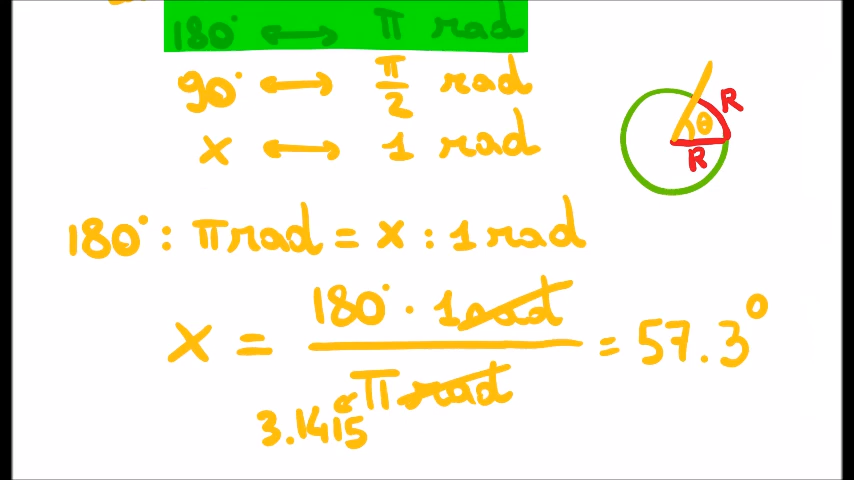 180° ⟷ π rad
90° ⟷ π/2 rad
x ⟷ 1 rad
R
θ
R
180° : π rad = x : 1 rad
x = 180° · 1 rad / π rad = 57.3°
3.1415